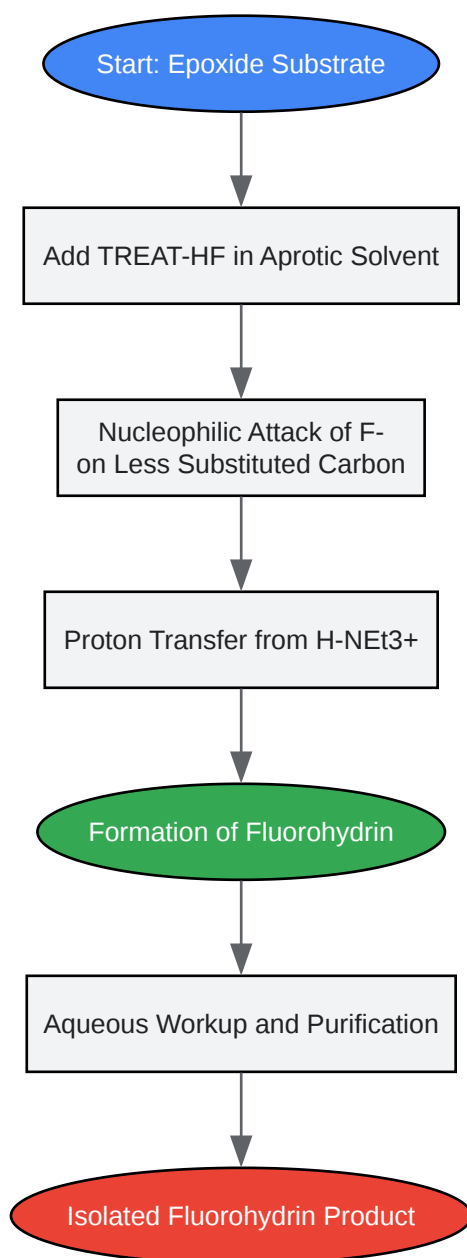 Start: Epoxide Substrate
Add TREAT-HF in Aprotic Solvent
Nucleophilic Attack of F-
on Less Substituted Carbon
Proton Transfer from H-NEt3+
Formation of Fluorohydrin
Aqueous Workup and Purification
Isolated Fluorohydrin Product